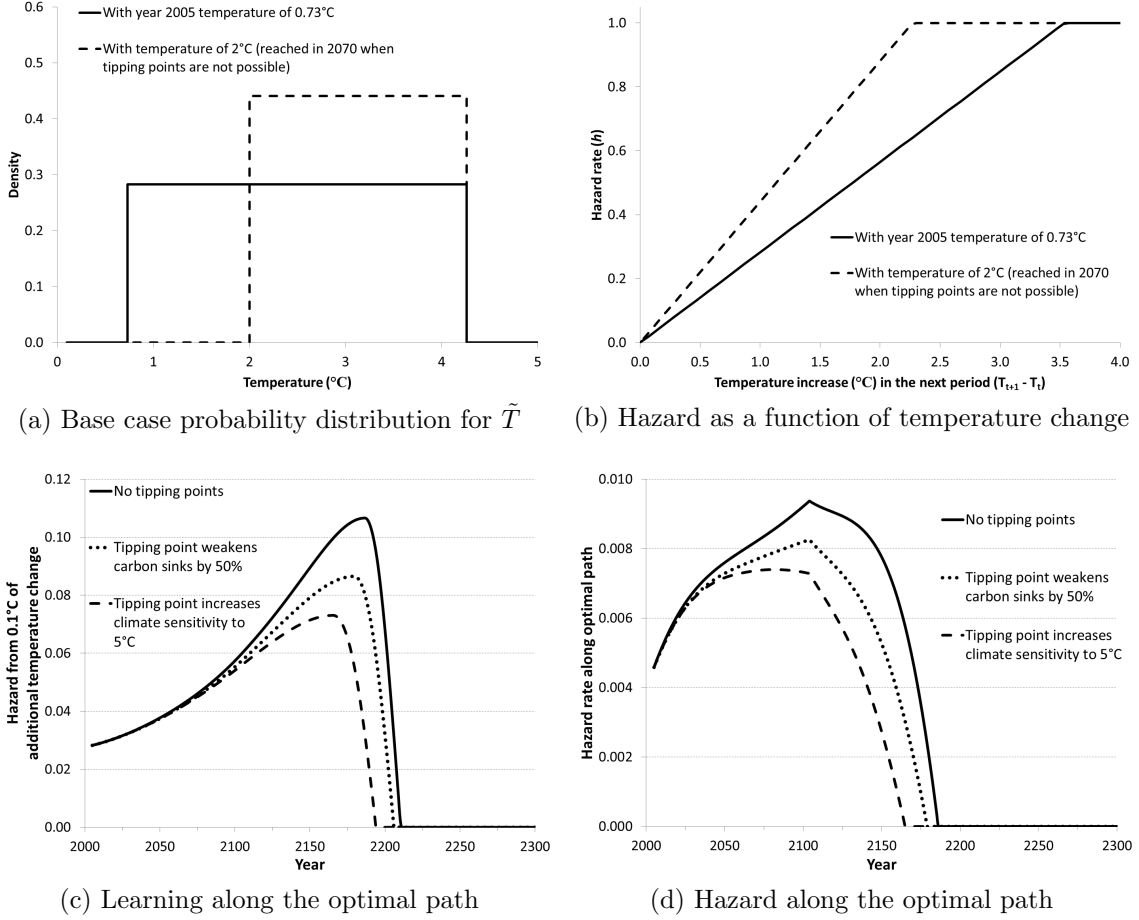 0.6
0.5
0.4
0.3
0.2
0.1
0.0
Density
With year 2005 temperature of 0.73°C
With temperature of 2°C (reached in 2070 when
tipping points are not possible)
0 1 2 3 4 5
Temperature (°C)
(a) Base case probability distribution for T̃
1.0
0.8
0.6
0.4
0.2
0.0
Hazard rate (h)
With year 2005 temperature of 0.73°C
With temperature of 2°C (reached in 2070
when tipping points are not possible)
0.0 0.5 1.0 1.5 2.0 2.5 3.0 3.5 4.0
Temperature increase (°C) in the next period (Tt+1 - Tt)
(b) Hazard as a function of temperature change
0.12
0.10
0.08
0.06
0.04
0.02
0.00
Hazard from 0.1°C of
additional temperature change
No tipping points
Tipping point weakens
carbon sinks by 50%
Tipping point increases
climate sensitivity to
5°C
2000 2050 2100 2150 2200 2250 2300
Year
(c) Learning along the optimal path
0.010
0.008
0.006
0.004
0.002
0.000
Hazard rate along optimal path
No tipping points
Tipping point weakens
carbon sinks by 50%
Tipping point increases
climate sensitivity to 5°C
2000 2050 2100 2150 2200 2250 2300
Year
(d) Hazard along the optimal path